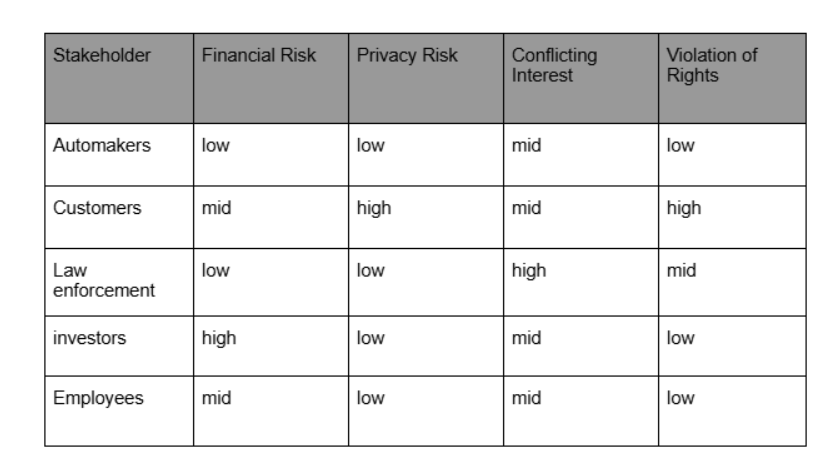 Stakeholder Financial Risk Privacy Risk Conflicting Interest Violation of Rights
Automakers low low mid low
Customers mid high mid high
Law enforcement low low high mid
investors high low mid low
Employees mid low mid low